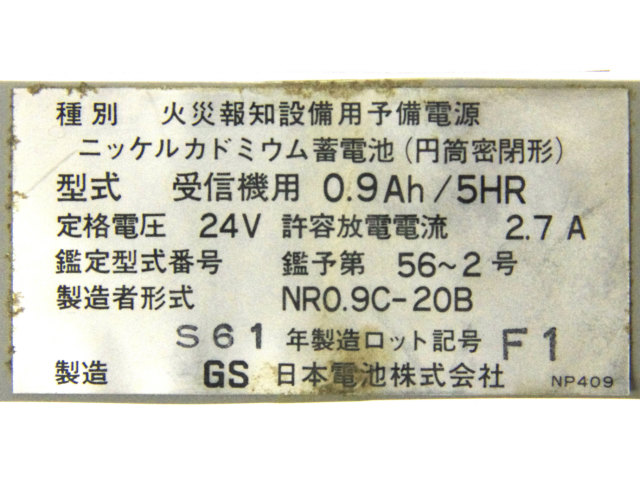 種別 火災報知設備用予備電源
ニッケルカドミウム蓄電池(円筒密閉形)
型式 受信機用 0.9Ah/5HR
定格電圧 24V 許容放電電流 2.7A
鑑定型式番号 鑑予第 56~2号
製造者形式 NR0.9C-20B
S61年製造ロット記号 F1
製造 GS 日本電池株式会社 NP409